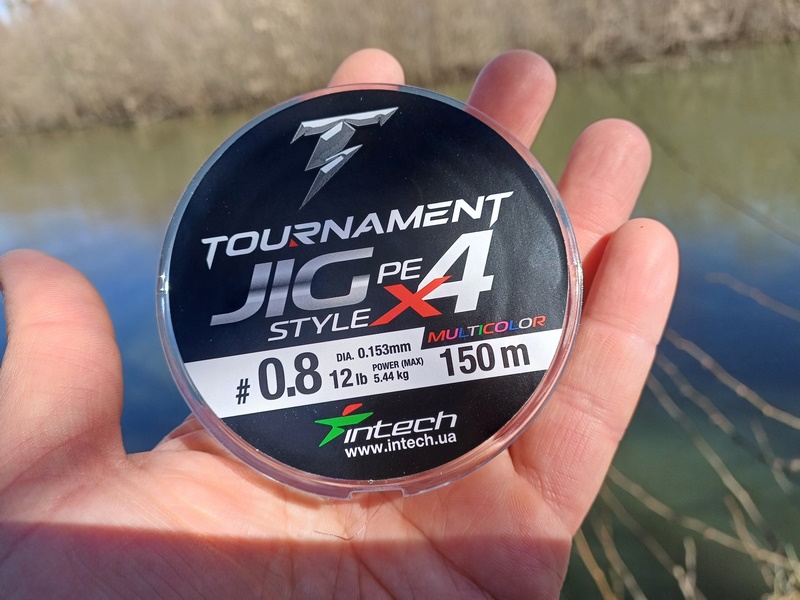 TOURNAMENT
JIG PE X4
STYLE
MULTICOLOR
# 0.8 DIA. 0.153mm
12 lb POWER (MAX) 5.44 kg
150 m
intech
www.intech.ua